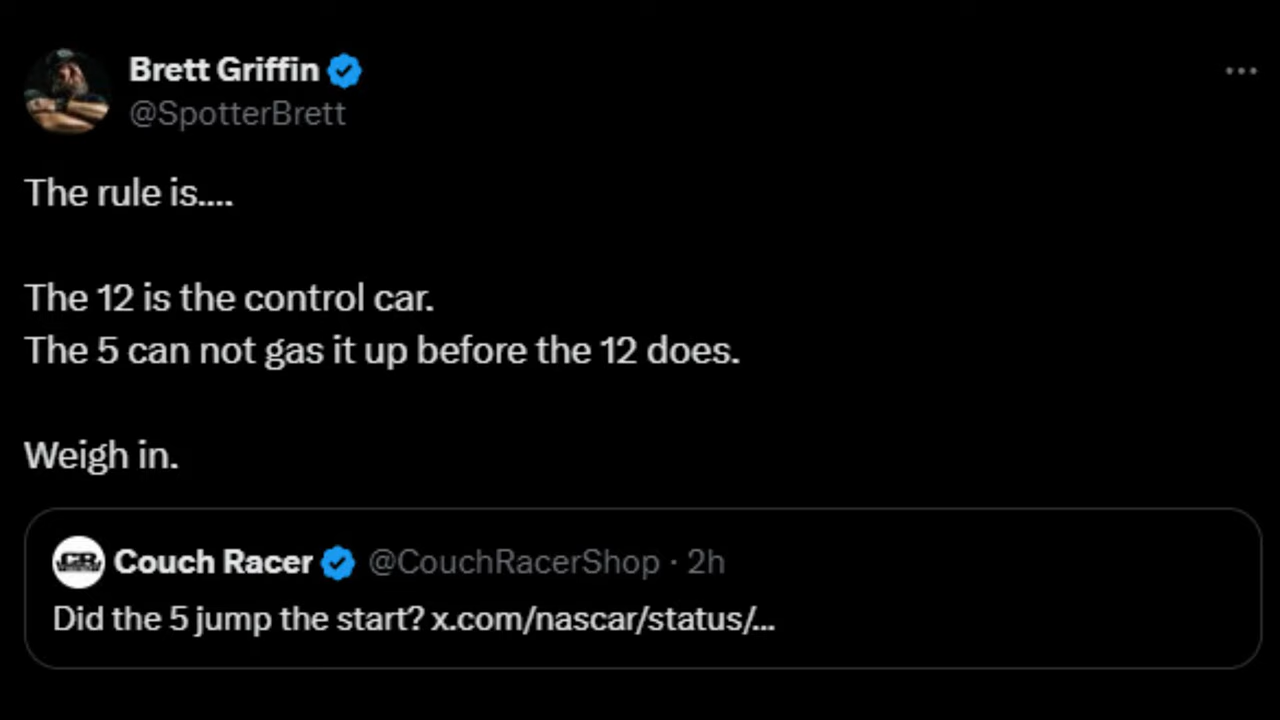 Brett Griffin
@SpotterBrett
The rule is....
The 12 is the control car.
The 5 can not gas it up before the 12 does.
Weigh in.
CR
Couch Racer @CouchRacerShop · 2h
Did the 5 jump the start? x.com/nascar/status/...